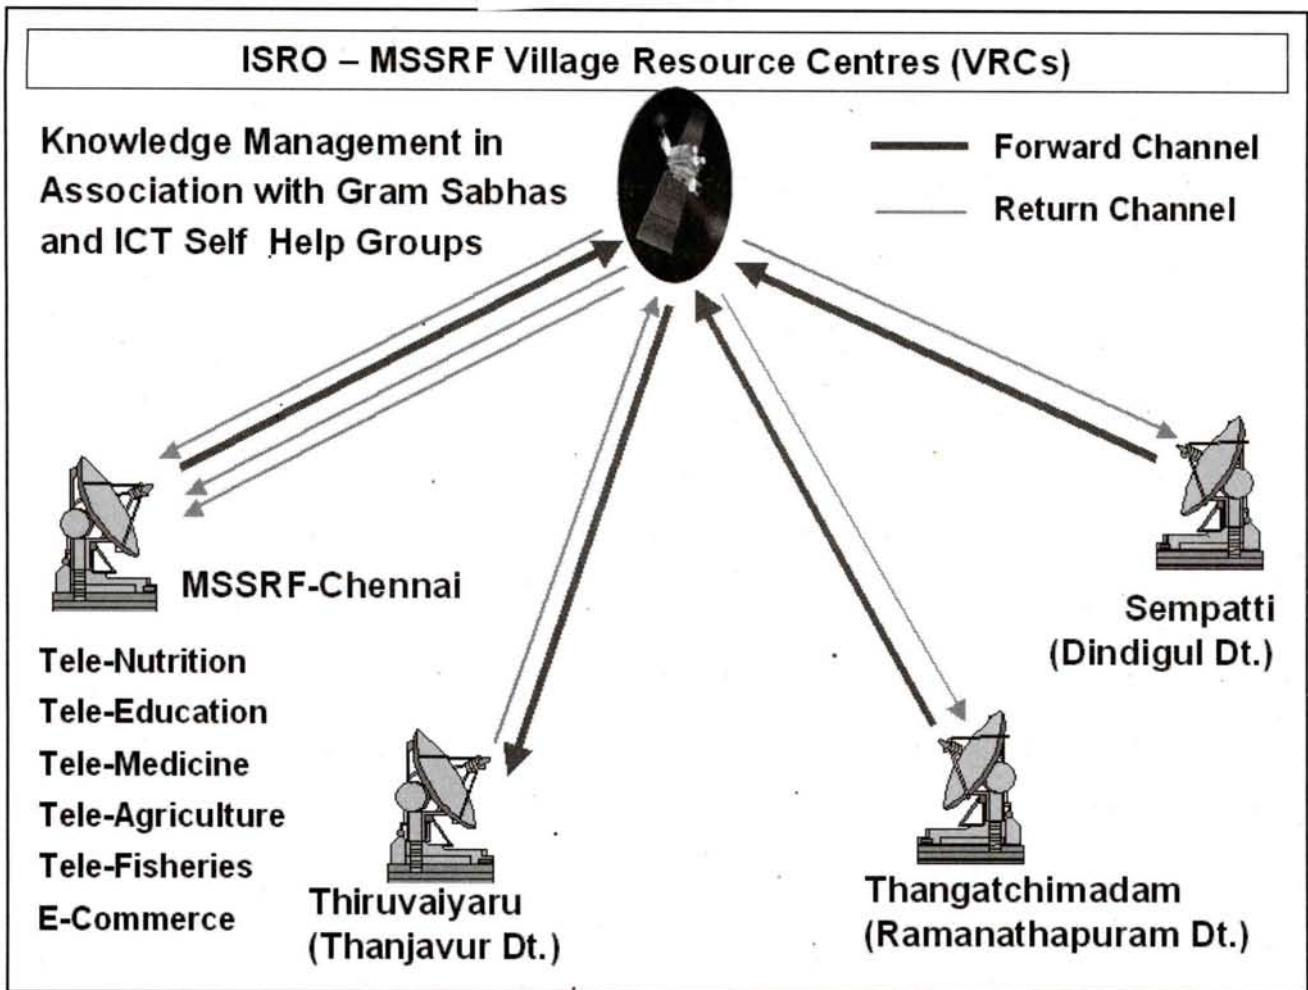 ISRO – MSSRF Village Resource Centres (VRCs)
Knowledge Management in
Association with Gram Sabhas
and ICT Self Help Groups
Forward Channel
Return Channel
MSSRF-Chennai
Tele-Nutrition
Tele-Education
Tele-Medicine
Tele-Agriculture
Tele-Fisheries
E-Commerce
Thiruvaiyaru
(Thanjavur Dt.)
Thangatchimadam
(Ramanathapuram Dt.)
Sempatti
(Dindigul Dt.)